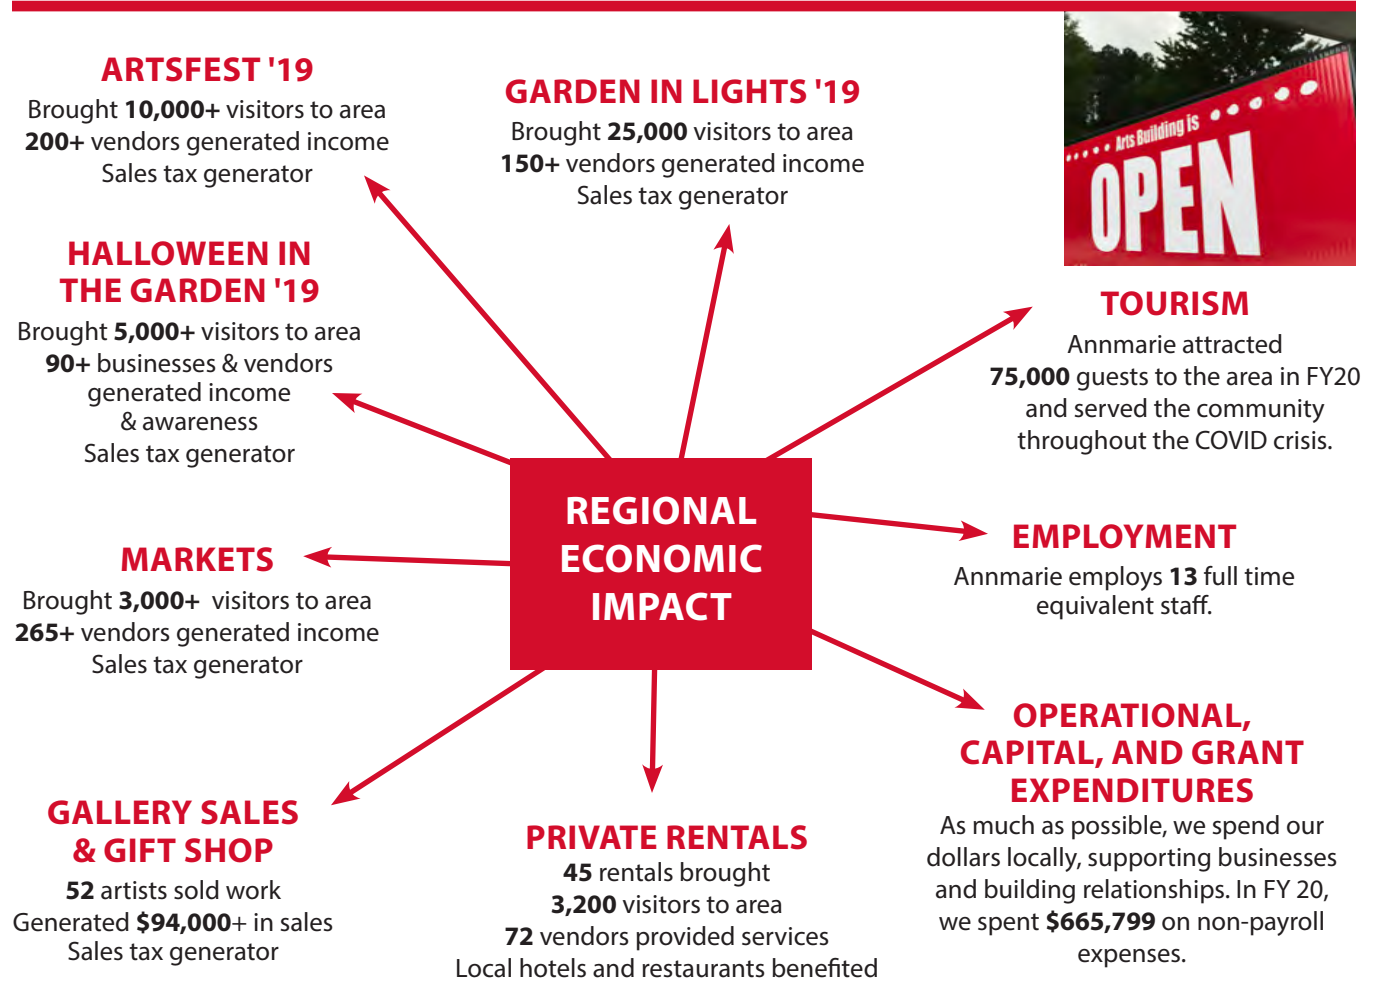 ARTSFEST '19
Brought 10,000+ visitors to area
200+ vendors generated income
Sales tax generator
GARDEN IN LIGHTS '19
Brought 25,000 visitors to area
150+ vendors generated income
Sales tax generator
Arts Building is
OPEN
HALLOWEEN IN
THE GARDEN '19
Brought 5,000+ visitors to area
90+ businesses & vendors
generated income
& awareness
Sales tax generator
TOURISM
Annmarie attracted
75,000 guests to the area in FY20
and served the community
throughout the COVID crisis.
REGIONAL
ECONOMIC
IMPACT
MARKETS
Brought 3,000+ visitors to area
265+ vendors generated income
Sales tax generator
EMPLOYMENT
Annmarie employs 13 full time
equivalent staff.
GALLERY SALES
& GIFT SHOP
52 artists sold work
Generated $94,000+ in sales
Sales tax generator
PRIVATE RENTALS
45 rentals brought
3,200 visitors to area
72 vendors provided services
Local hotels and restaurants benefited
OPERATIONAL,
CAPITAL, AND GRANT
EXPENDITURES
As much as possible, we spend our
dollars locally, supporting businesses
and building relationships. In FY 20,
we spent $665,799 on non-payroll
expenses.